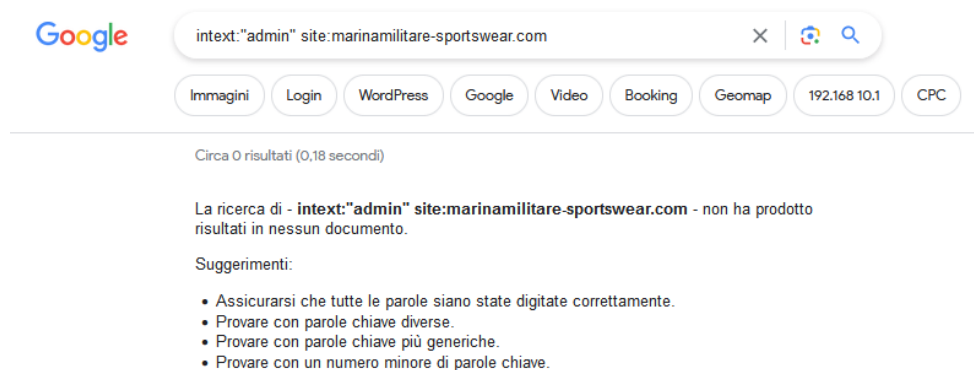 Google
intext:"admin" site:marinamilitare-sportswear.com
Immagini Login WordPress Google Video Booking Geomap 192.168 10.1 CPC
Circa 0 risultati (0,18 secondi)
La ricerca di - intext:"admin" site:marinamilitare-sportswear.com - non ha prodotto
risultati in nessun documento.
Suggerimenti:
• Assicurarsi che tutte le parole siano state digitate correttamente.
• Provare con parole chiave diverse.
• Provare con parole chiave più generiche.
• Provare con un numero minore di parole chiave.